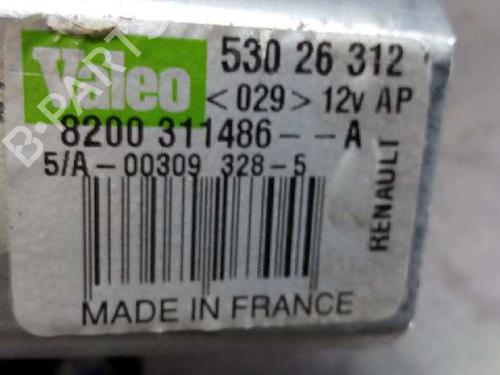 Valeo
530 26 312
<029> 12v AP
8200 311486--A
5/A-00309 328-5
RENAULT
MADE IN FRANCE
B-PARTS